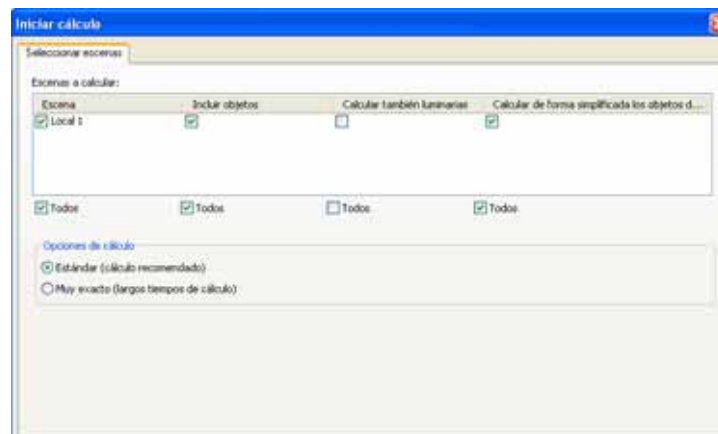 Iniciar cálculo
Seleccionar escenas
Escenas a calcular:
Escena Incluir objetos Calcular también luminarias Calcular de forma simplificada los objetos d...
Local 1
Todos Todos Todos Todos
Opciones de cálculo
Estándar (cálculo recomendado)
Muy exacto (largos tiempos de cálculo)